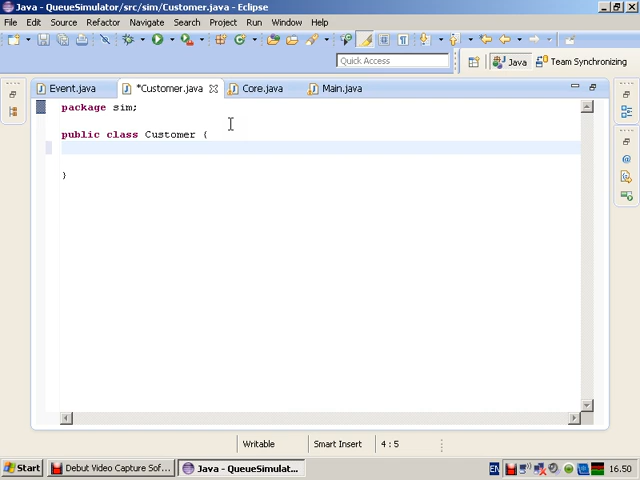 Java - QueueSimulator/src/sim/Customer.java - Eclipse
File Edit Source Refactor Navigate Search Project Run Window Help
Quick Access
Java
Team Synchronizing
Event.java
*Customer.java
Core.java
Main.java
package sim;
public class Customer {
}
Writable
Smart Insert
4 : 5
Start
Debut Video Capture Sof...
Java - QueueSimulat...
EN
16.50